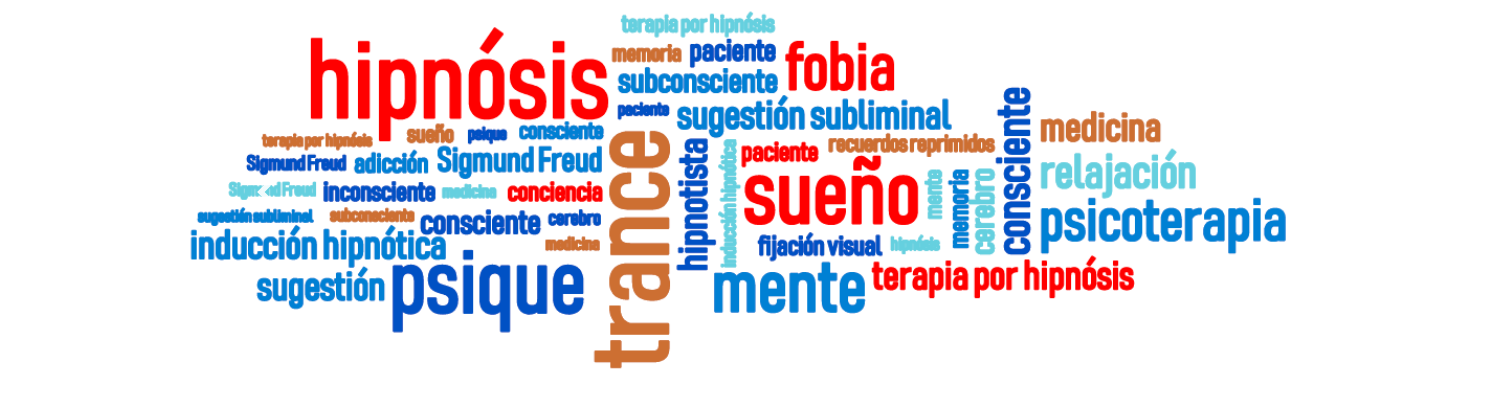 terapia por hipnósis
hipnósis
memoria
paciente
fobia
subconsciente
paciente
sugestión subliminal
consciente
medicina
terapia por hipnósis
sueño
psique
consciente
trance
hipnotista
inducción hipnótica
paciente
recuerdos reprimidos
Sigmund Freud
adicción
Sigmund Freud
sueño
mente
memoria
cerebro
relajación
Sigmund Freud
inconsciente
medicina
conciencia
sugestión subliminal
subconsciente
consciente
cerebro
psicoterapia
inducción hipnótica
medicina
fijación visual
hipnósis
sugestión
psique
mente
terapia por hipnósis